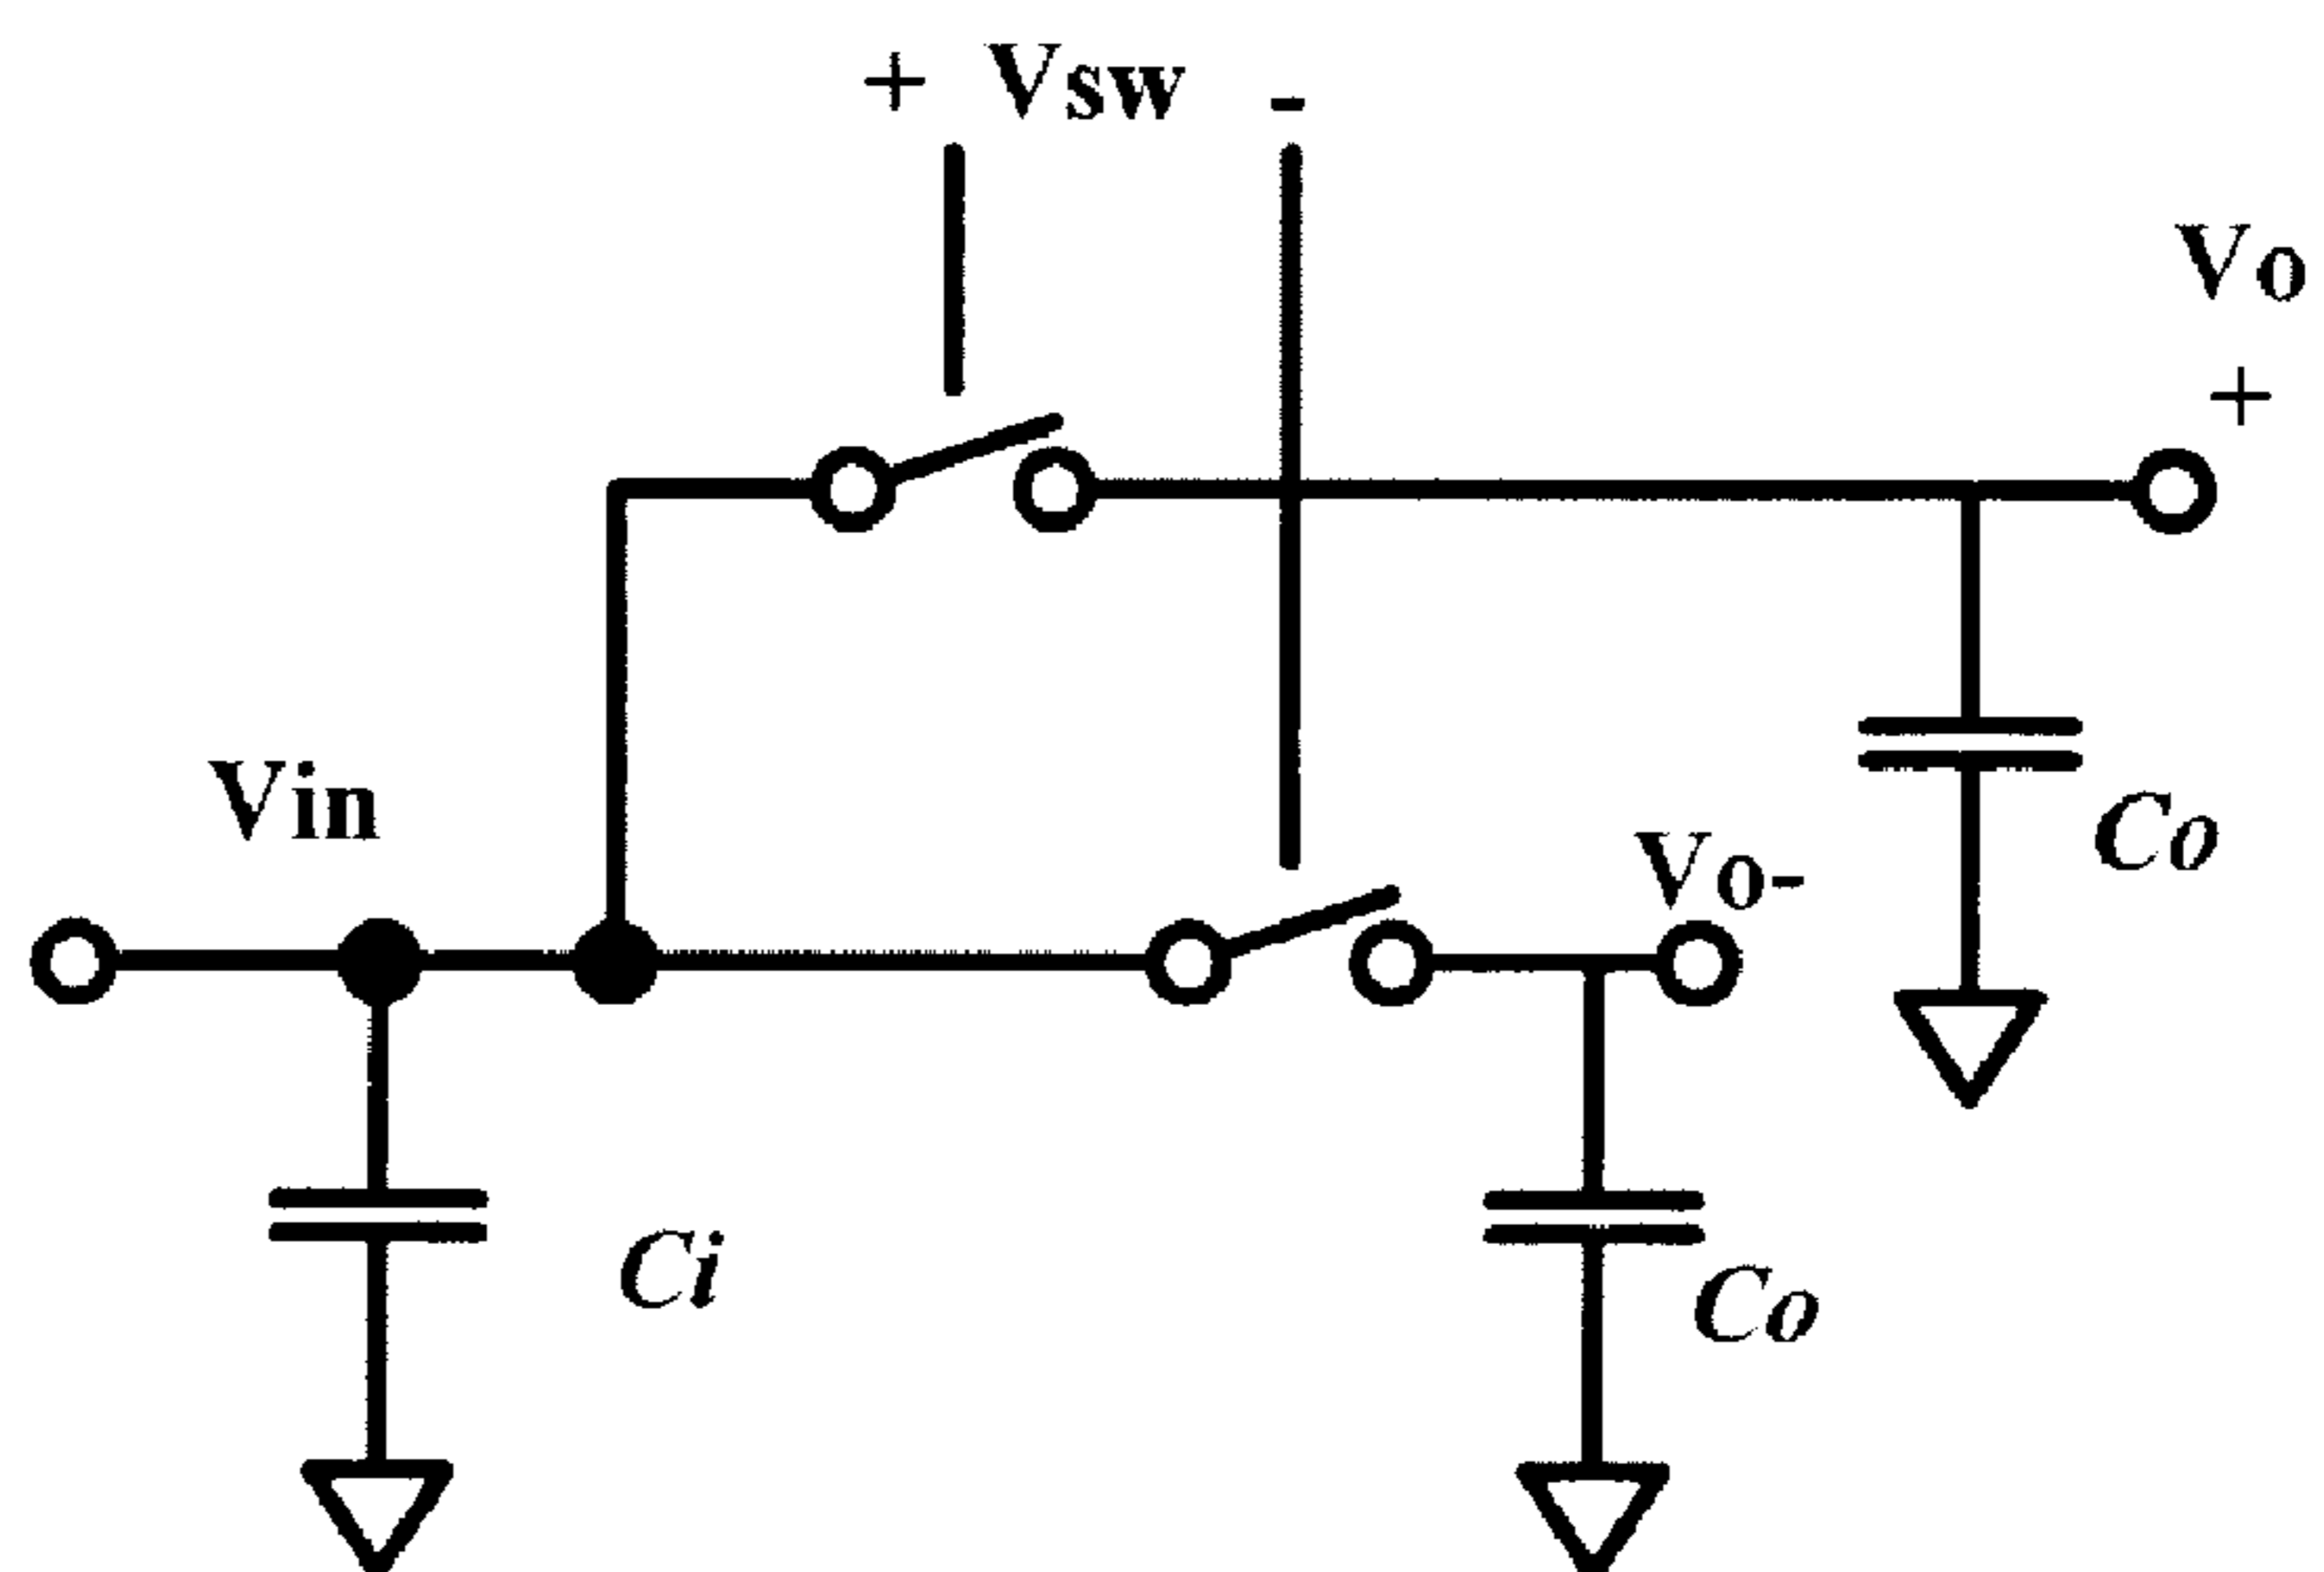 + Vsw -
Vo
+
Vin
Co
Vo-
Ci
Co